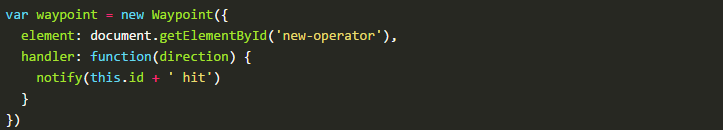 var waypoint = new Waypoint({
  element: document.getElementById('new-operator'),
  handler: function(direction) {
    notify(this.id + ' hit')
  }
})